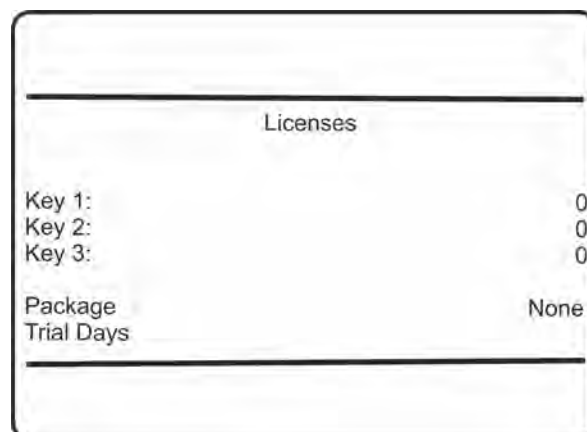 Licenses
Key 1: 0
Key 2: 0
Key 3: 0
Package None
Trial Days